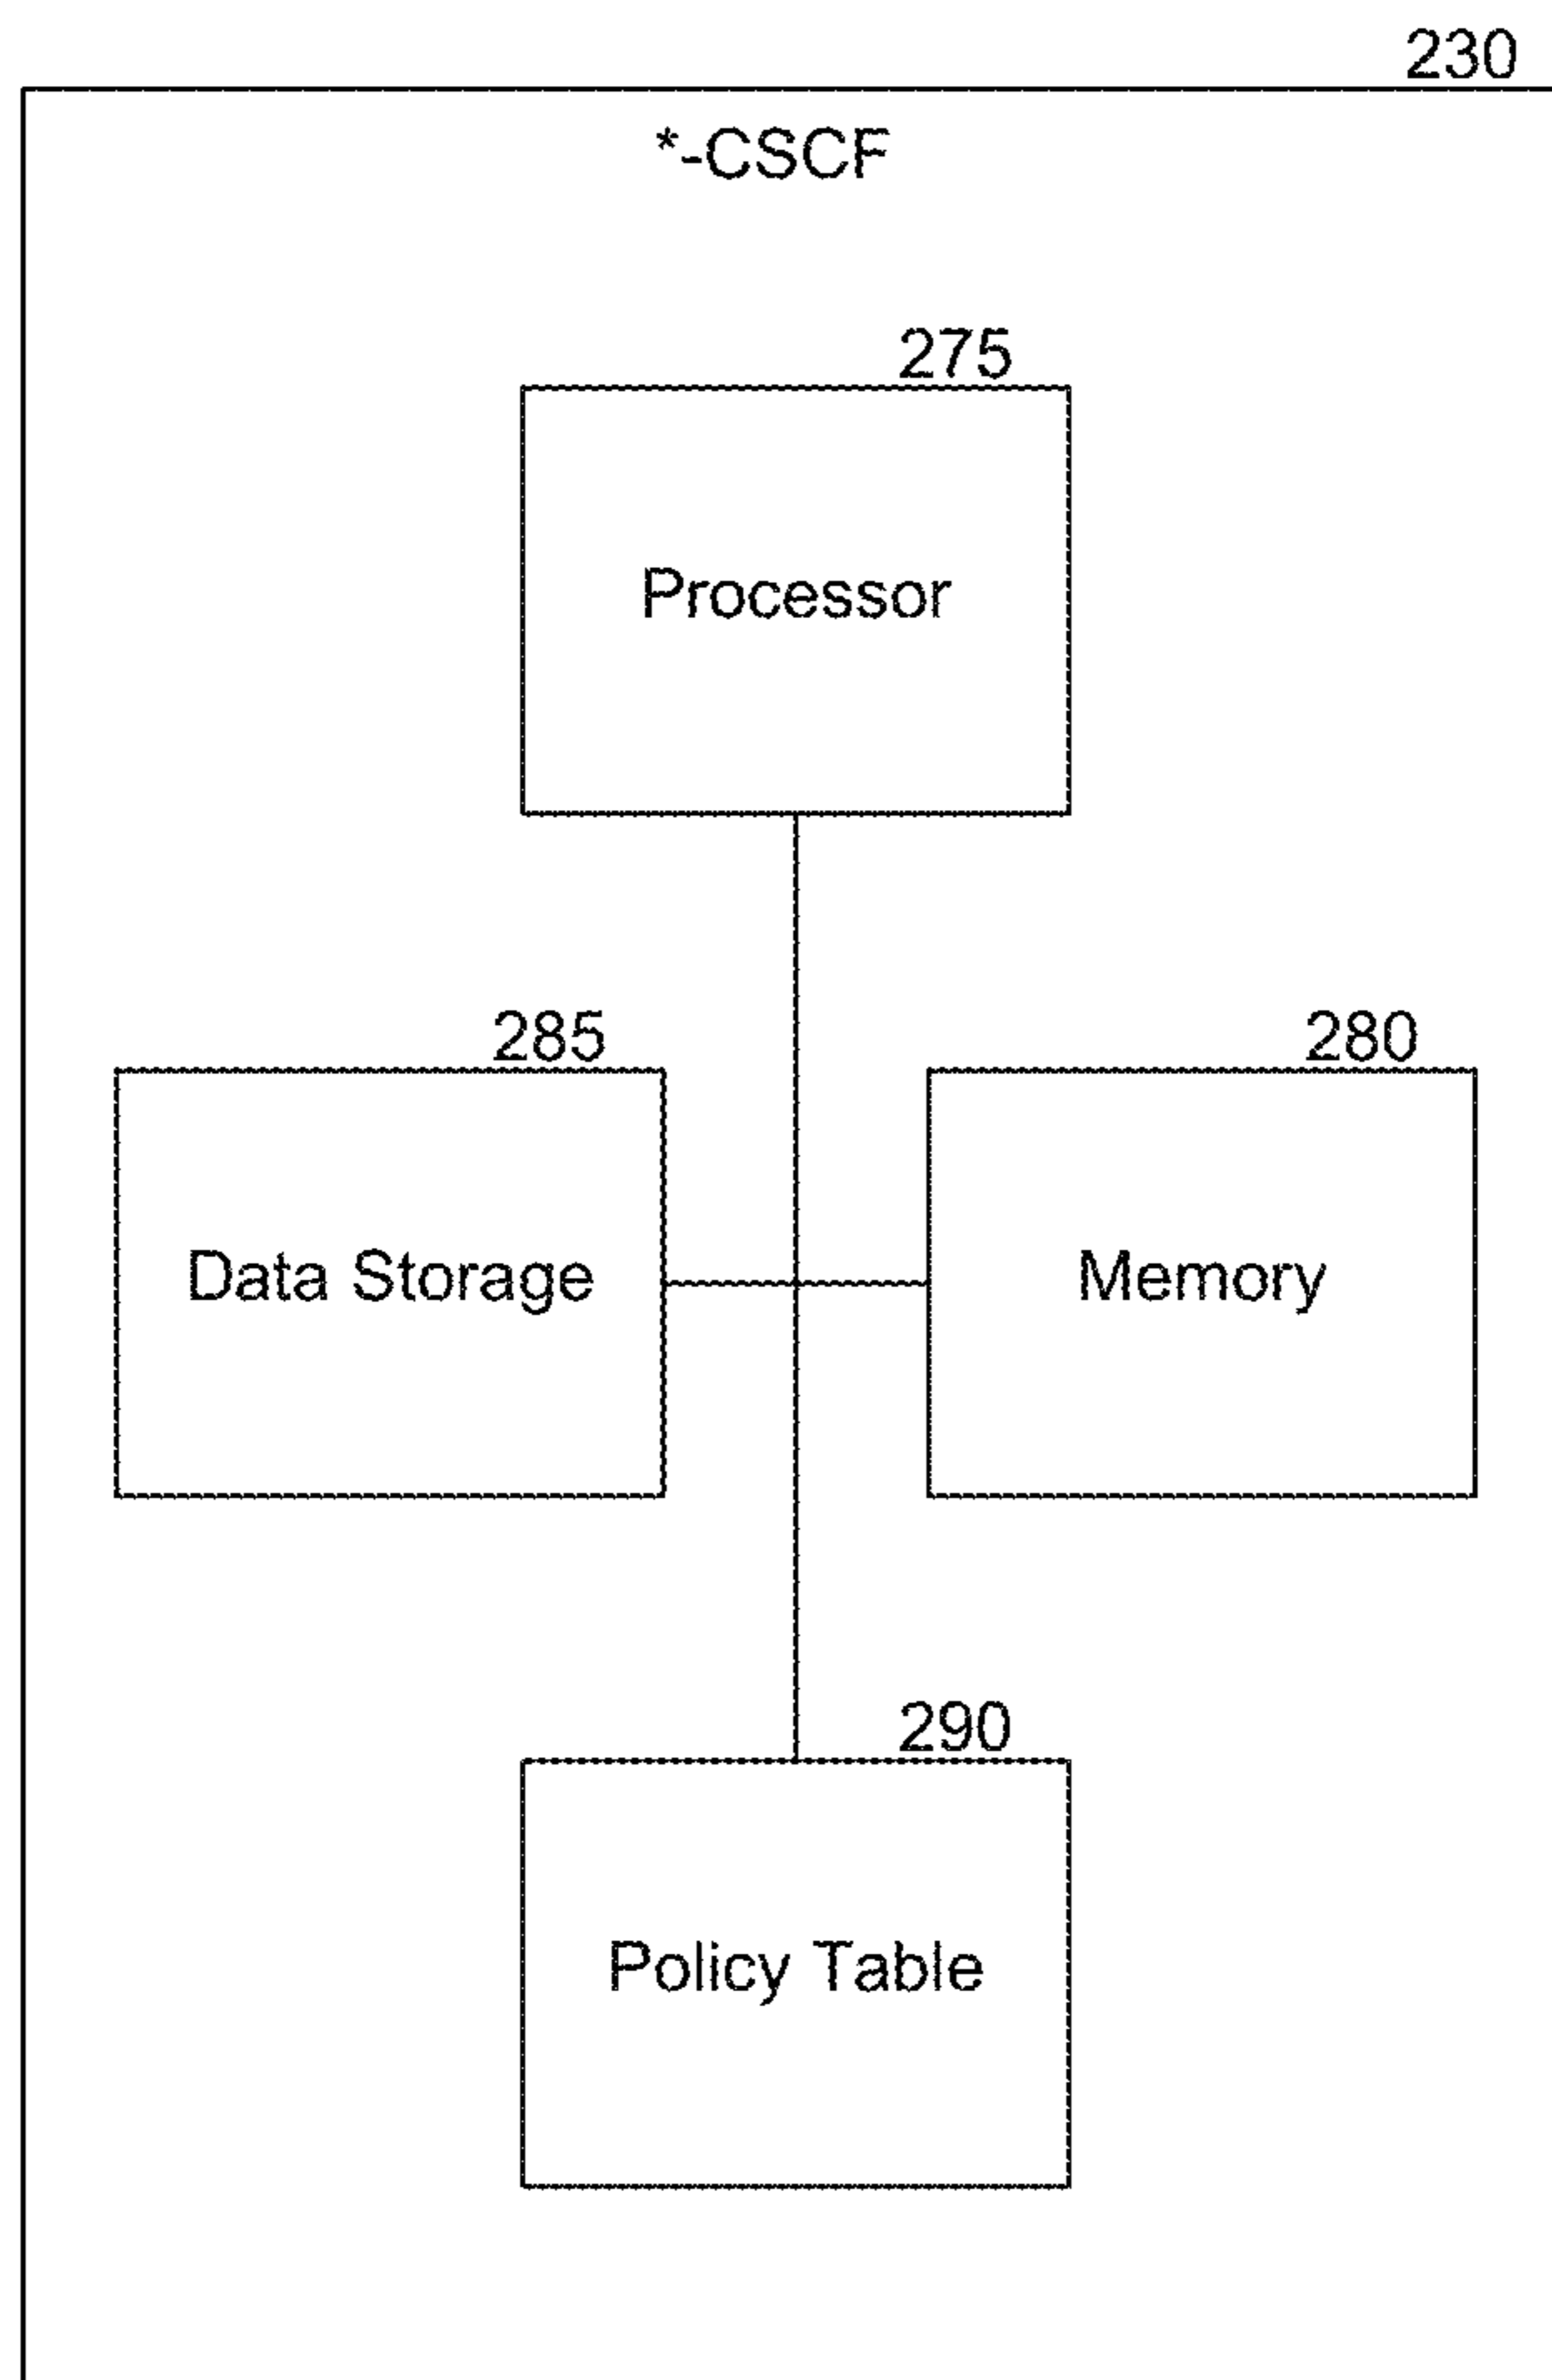 230
*-CSCF
275
Processor
285
280
Data Storage
Memory
290
Policy Table